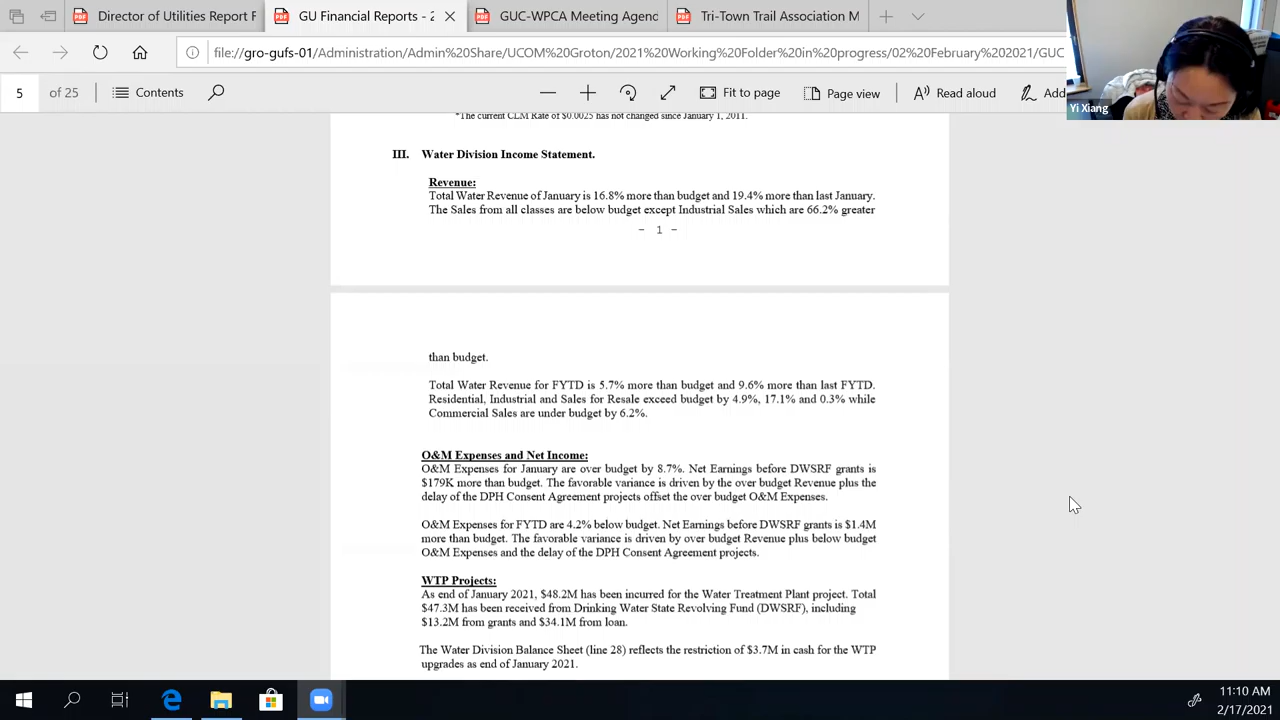 Director of Utilities Report F
GU Financial Reports - 2
GUC-WPCA Meeting Agend
Tri-Town Trail Association M
file://gro-gufs-01/Administration/Admin%20Share/UCOM%20Groton/2021%20Working%20Folder%20in%20progress/02%20February%202021/GUC
5 of 25
Contents
Fit to page
Page view
Read aloud
Add
Yi Xiang
*The current CLM Rate of $0.0025 has not changed since January 1, 2011.
III. Water Division Income Statement.
Revenue:
Total Water Revenue of January is 16.8% more than budget and 19.4% more than last January.
The Sales from all classes are below budget except Industrial Sales which are 66.2% greater
- 1 -
than budget.
Total Water Revenue for FYTD is 5.7% more than budget and 9.6% more than last FYTD.
Residential, Industrial and Sales for Resale exceed budget by 4.9%, 17.1% and 0.3% while
Commercial Sales are under budget by 6.2%.
O&M Expenses and Net Income:
O&M Expenses for January are over budget by 8.7%. Net Earnings before DWSRF grants is
$179K more than budget. The favorable variance is driven by the over budget Revenue plus the
delay of the DPH Consent Agreement projects offset the over budget O&M Expenses.
O&M Expenses for FYTD are 4.2% below budget. Net Earnings before DWSRF grants is $1.4M
more than budget. The favorable variance is driven by over budget Revenue plus below budget
O&M Expenses and the delay of the DPH Consent Agreement projects.
WTP Projects:
As end of January 2021, $48.2M has been incurred for the Water Treatment Plant project. Total
$47.3M has been received from Drinking Water State Revolving Fund (DWSRF), including
$13.2M from grants and $34.1M from loan.
The Water Division Balance Sheet (line 28) reflects the restriction of $3.7M in cash for the WTP
upgrades as end of January 2021.
11:10 AM
2/17/2021